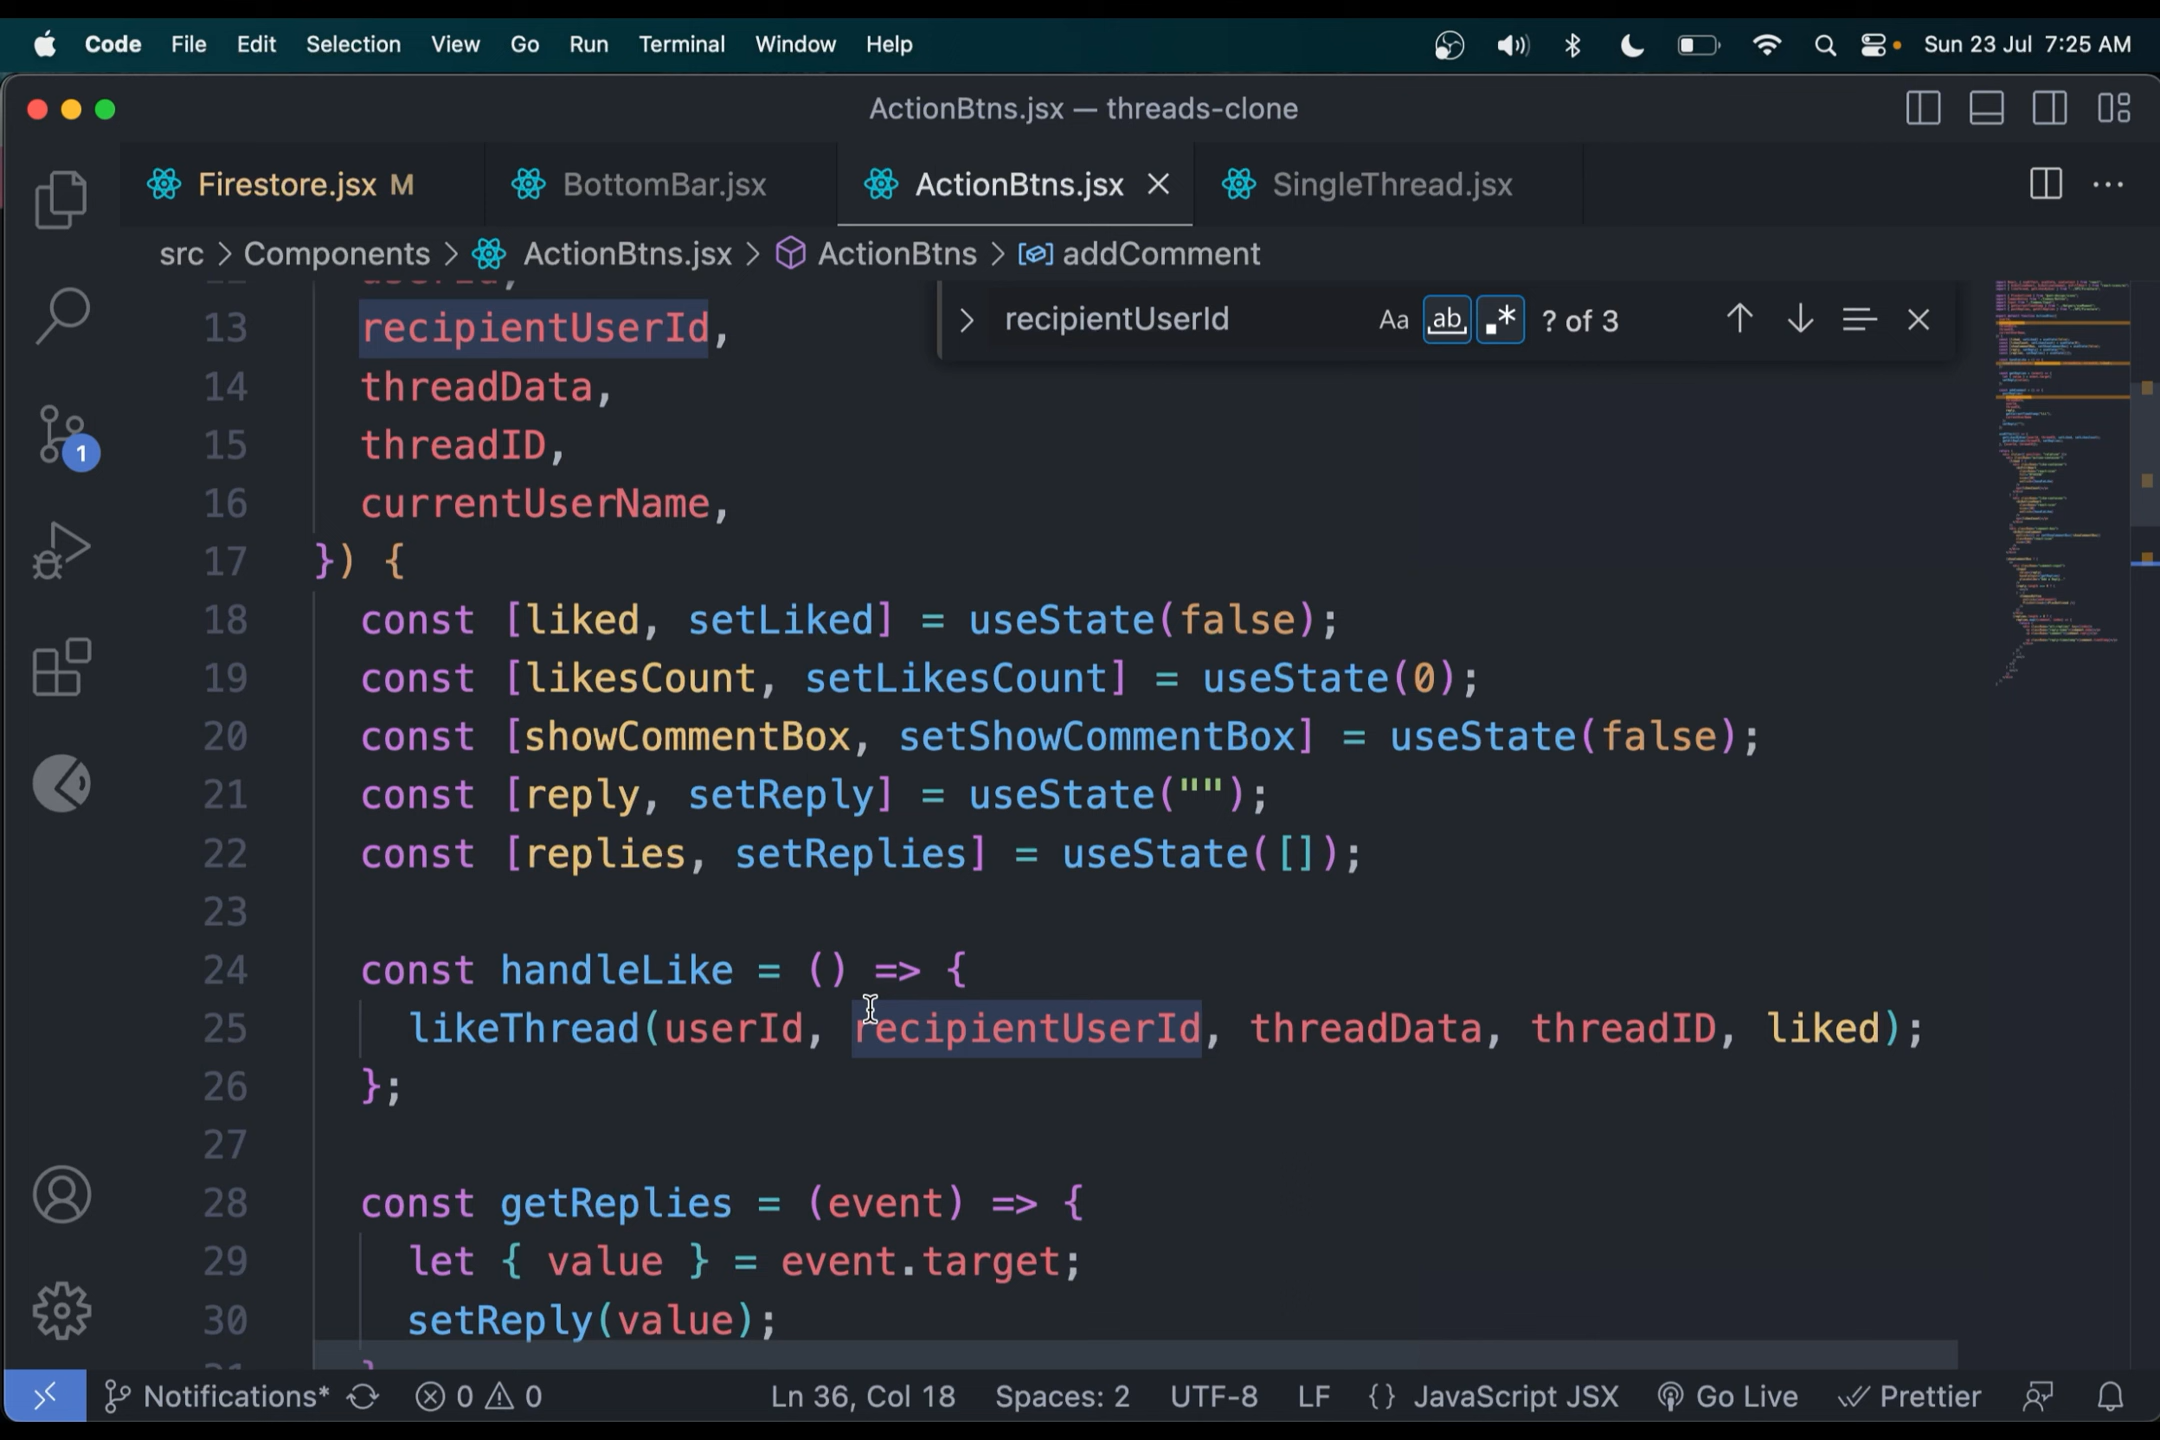 Code File Edit Selection View Go Run Terminal Window Help Sun 23 Jul 7:25 AM
ActionBtns.jsx — threads-clone
Firestore.jsx M BottomBar.jsx ActionBtns.jsx SingleThread.jsx
src > Components > ActionBtns.jsx > ActionBtns > addComment
recipientUserId Aa ab .* ? of 3
13 recipientUserId,
14 threadData,
15 threadID,
16 currentUserName,
17 }) {
18 const [liked, setLiked] = useState(false);
19 const [likesCount, setLikesCount] = useState(0);
20 const [showCommentBox, setShowCommentBox] = useState(false);
21 const [reply, setReply] = useState("");
22 const [replies, setReplies] = useState([]);
23
24 const handleLike = () => {
25 likeThread(userId, recipientUserId, threadData, threadID, liked);
26 };
27
28 const getReplies = (event) => {
29 let { value } = event.target;
30 setReply(value);
1
Notifications* 0 0 Ln 36, Col 18 Spaces: 2 UTF-8 LF {} JavaScript JSX Go Live Prettier